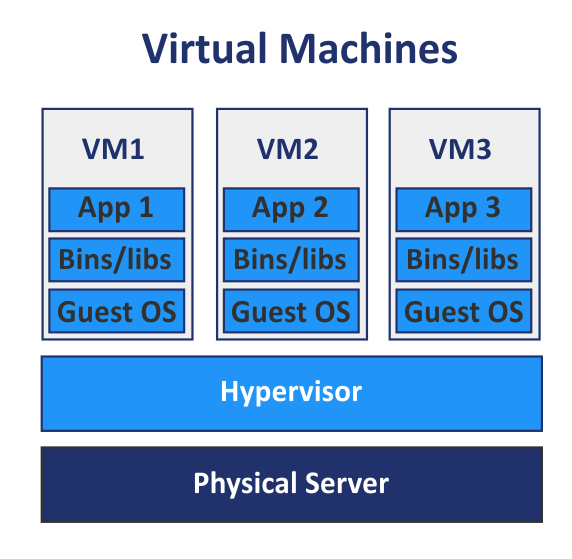 Virtual Machines
VM1
App 1
Bins/libs
Guest OS
VM2
App 2
Bins/libs
Guest OS
VM3
App 3
Bins/libs
Guest OS
Hypervisor
Physical Server